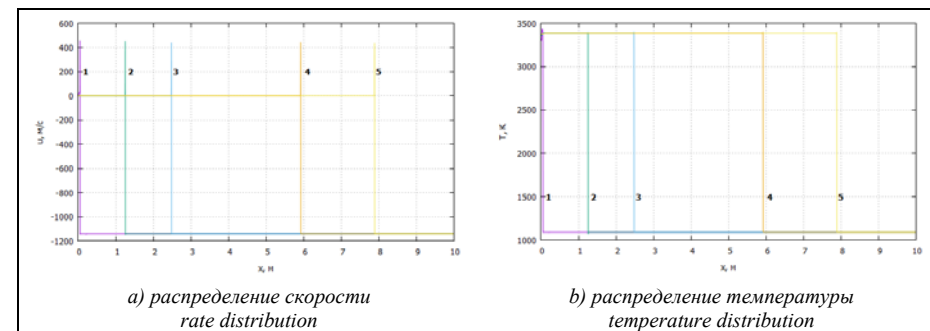 600
400
200
0
-200
-400
-600
-800
-1000
-1200
u, м/с
1 2 3 4 5
0 1 2 3 4 5 6 7 8 9 10
x, м
a) распределение скорости
rate distribution
3500
3000
2500
2000
1500
1000
T, K
1 2 3 4 5
0 1 2 3 4 5 6 7 8 9 10
x, м
b) распределение температуры
temperature distribution